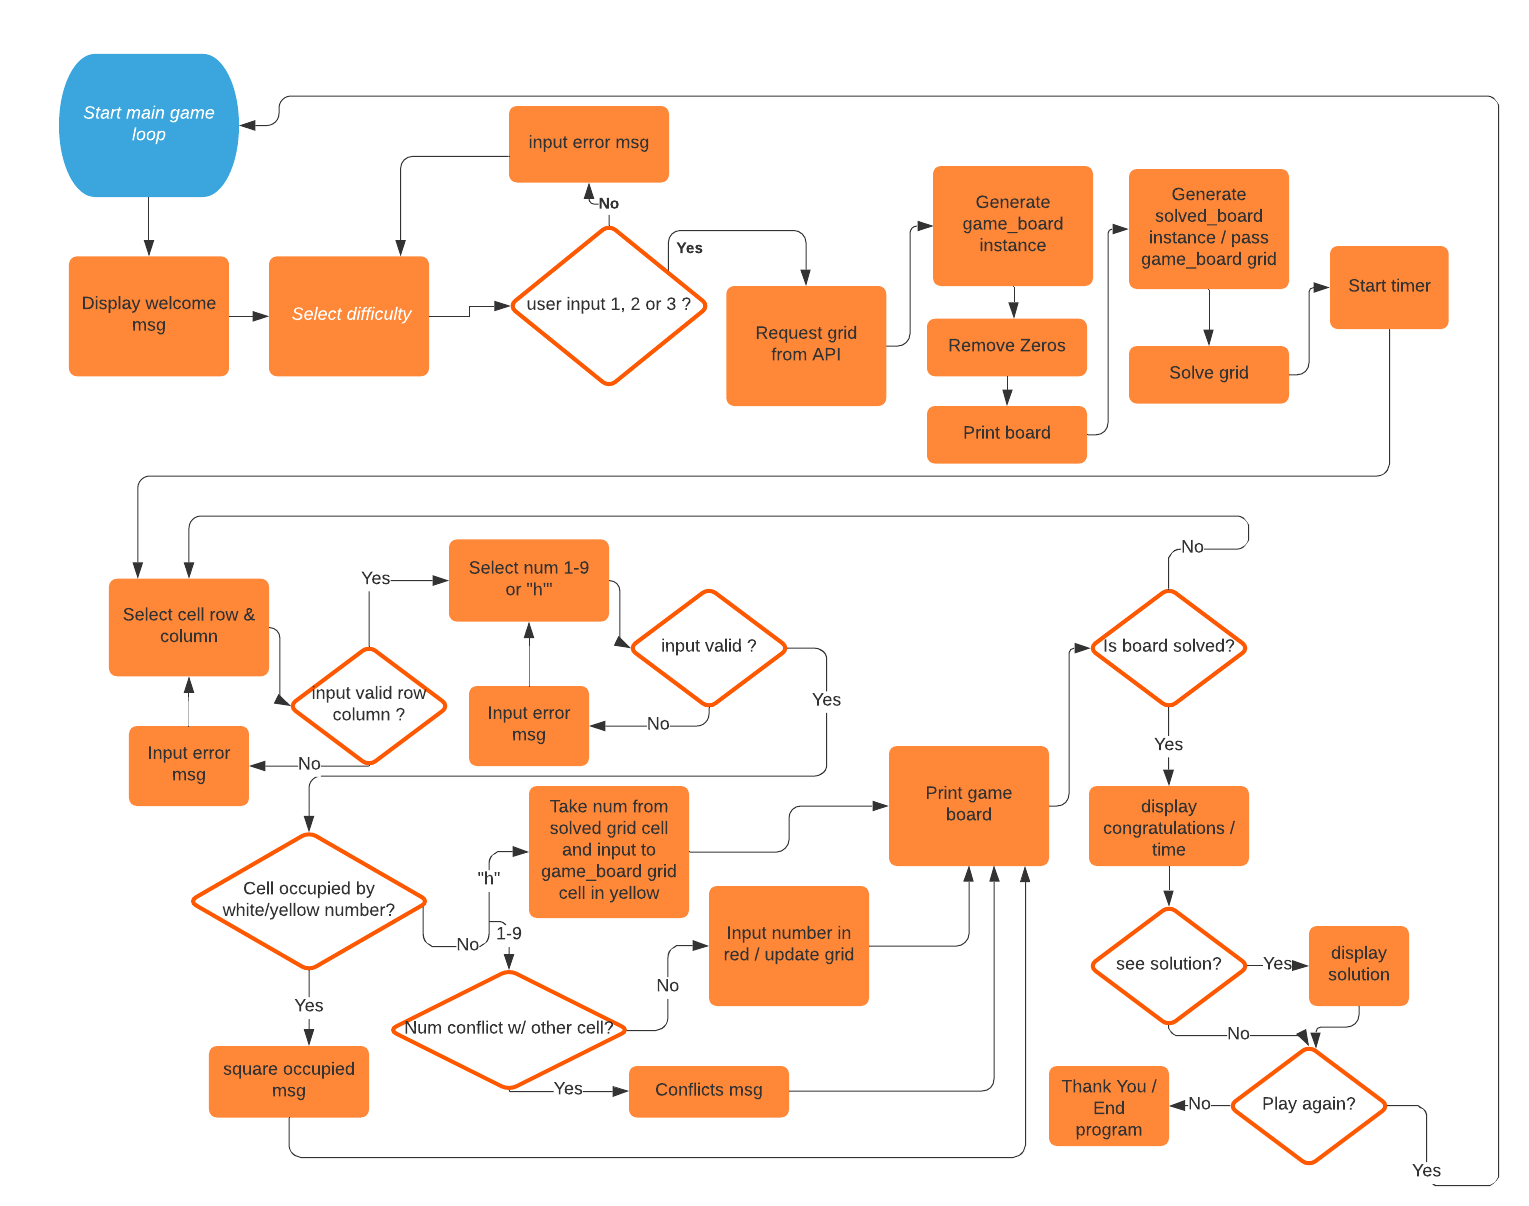 Start main game
loop
input error msg
No
Yes
Display welcome
msg
Select difficulty
user input 1, 2 or 3 ?
Request grid
from API
Generate
game_board
instance
Remove Zeros
Print board
Generate
solved_board
instance / pass
game_board grid
Solve grid
Start timer
Select cell row &
column
Input error
msg
input valid row
column ?
Yes
No
Select num 1-9
or "h'"
Input error
msg
input valid ?
No
Yes
Cell occupied by
white/yellow number?
Yes
No
"h"
1-9
square occupied
msg
Take num from
solved grid cell
and input to
game_board grid
cell in yellow
Num conflict w/ other cell?
No
Yes
Input number in
red / update grid
Conflicts msg
Print game
board
Is board solved?
No
Yes
display
congratulations /
time
see solution?
Yes
No
display
solution
Play again?
No
Yes
Thank You /
End
program